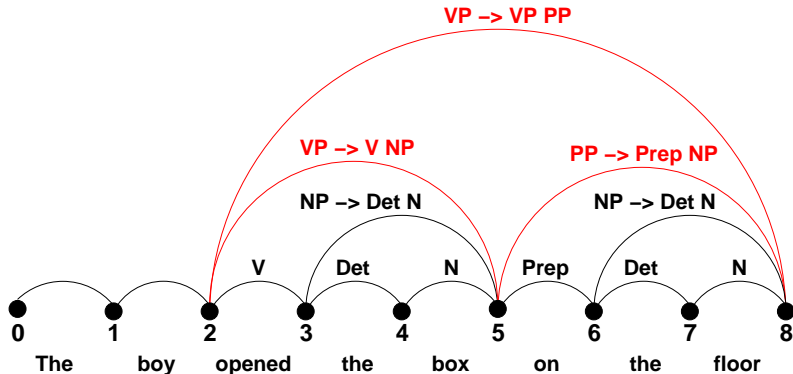 VP –> VP PP
VP –> V NP PP –> Prep NP
NP –> Det N NP –> Det N
V Det N Prep Det N
0 1 2 3 4 5 6 7 8
The boy opened the box on the floor